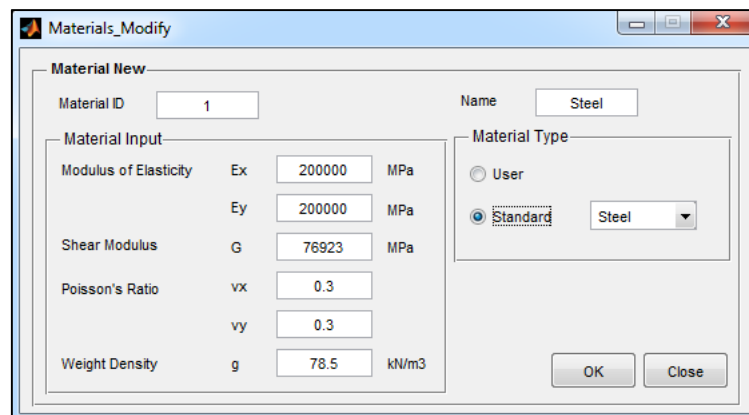 Materials_Modify
Material New
Material ID 1 Name Steel
Material Input Material Type
Modulus of Elasticity Ex 200000 MPa User
Ey 200000 MPa Standard Steel
Shear Modulus G 76923 MPa
Poisson's Ratio vx 0.3
vy 0.3
Weight Density g 78.5 kN/m3 OK Close